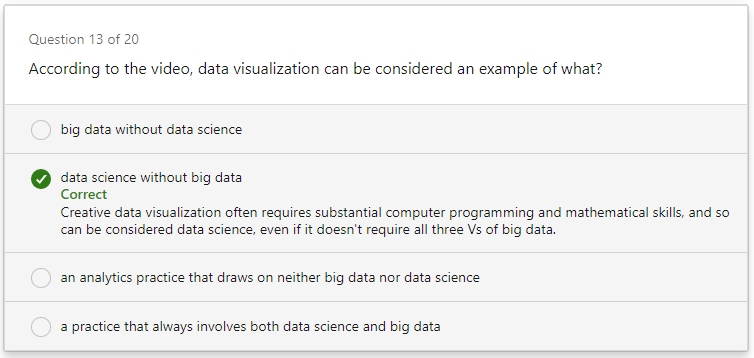 Question 13 of 20
According to the video, data visualization can be considered an example of what?
big data without data science
data science without big data
Correct
Creative data visualization often requires substantial computer programming and mathematical skills, and so
can be considered data science, even if it doesn't require all three Vs of big data.
an analytics practice that draws on neither big data nor data science
a practice that always involves both data science and big data